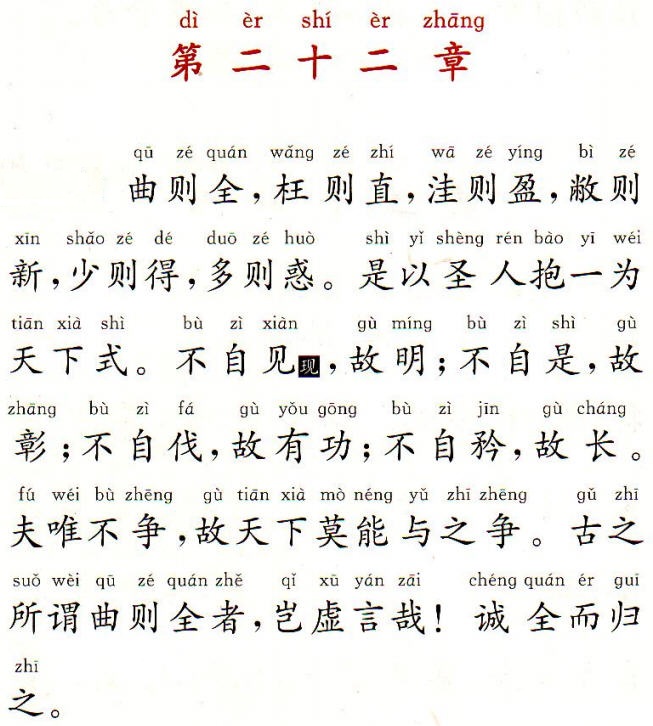 dì èr shí èr zhāng
第二十二章
qū zé quán wǎng zé zhí wā zé yíng bì zé
曲则全，枉则直，洼则盈，敝则
xīn shǎo zé dé duō zé huò shì yǐ shèng rén bào yī wéi
新，少则得，多则惑。是以圣人抱一为
tiān xià shì bù zì xiàn gù míng bù zì shì gù
天下式。不自见现，故明；不自是，故
zhāng bù zì fá gù yǒu gōng bù zì jīn gù cháng
彰；不自伐，故有功；不自矜，故长。
fú wéi bù zhēng gù tiān xià mò néng yǔ zhī zhēng gǔ zhī
夫唯不争，故天下莫能与之争。古之
suǒ wèi qū zé quán zhě qǐ xū yán zāi chéng quán ér guī
所谓曲则全者，岂虚言哉！诚全而归
zhī
之。